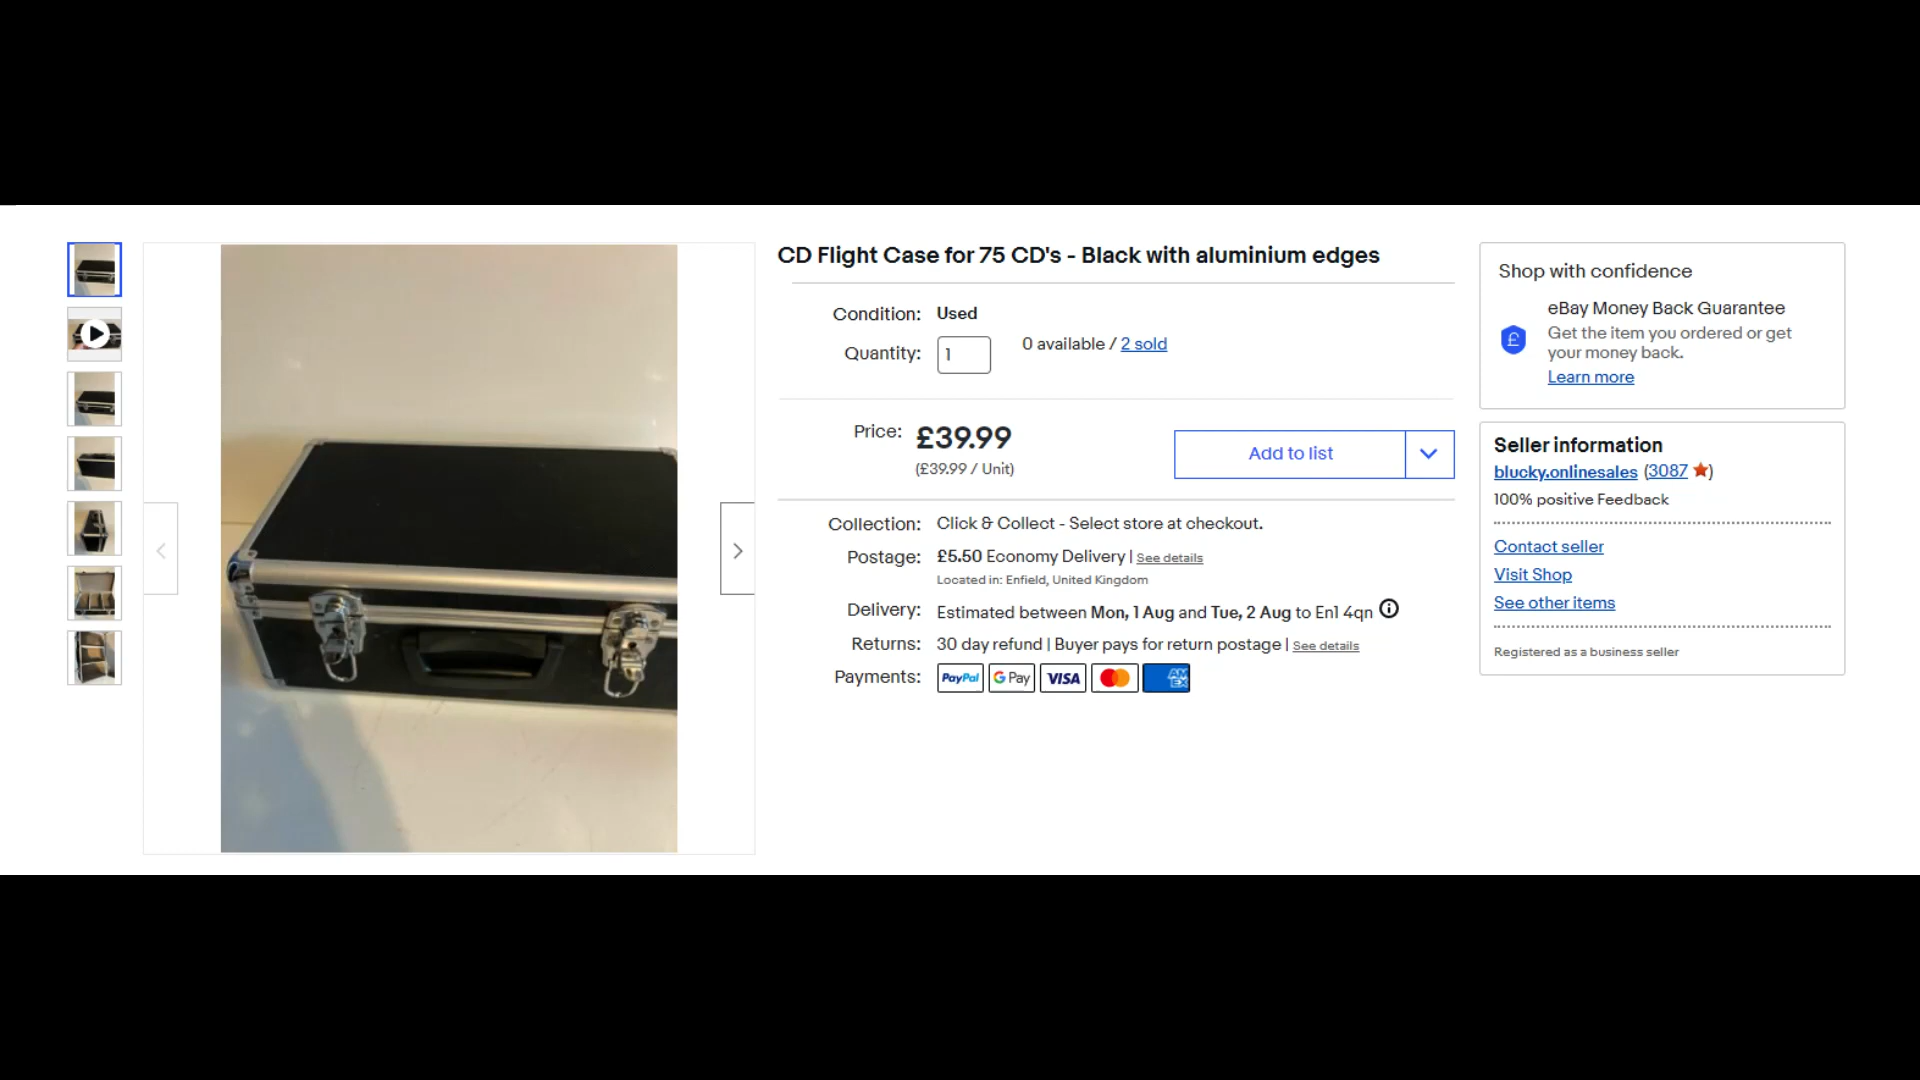 CD Flight Case for 75 CD's - Black with aluminium edges
Condition: Used
Quantity: 1 0 available / 2 sold
Price: £39.99
(£39.99 / Unit)
Add to list
Collection: Click & Collect - Select store at checkout.
Postage: £5.50 Economy Delivery | See details
Located in: Enfield, United Kingdom
Delivery: Estimated between Mon, 1 Aug and Tue, 2 Aug to En1 4qn
Returns: 30 day refund | Buyer pays for return postage | See details
Payments: PayPal G Pay VISA AMEX
Shop with confidence
eBay Money Back Guarantee
£
Get the item you ordered or get
your money back.
Learn more
Seller information
blucky.onlinesales (3087)
100% positive Feedback
Contact seller
Visit Shop
See other items
Registered as a business seller